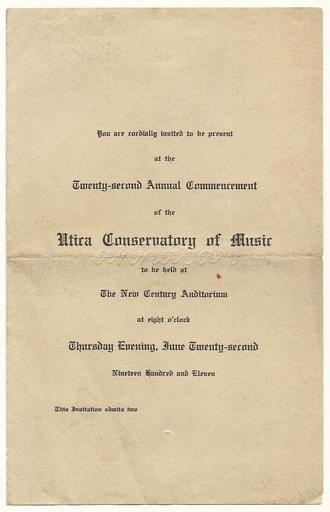 You are cordially invited to be present
at the
Twenty-second Annual Commencement
of the
Utica Conservatory of Music
to be held at
The New Century Auditorium
at eight o'clock
Thursday Evening, June Twenty-second
Nineteen Hundred and Eleven
This Invitation admits two